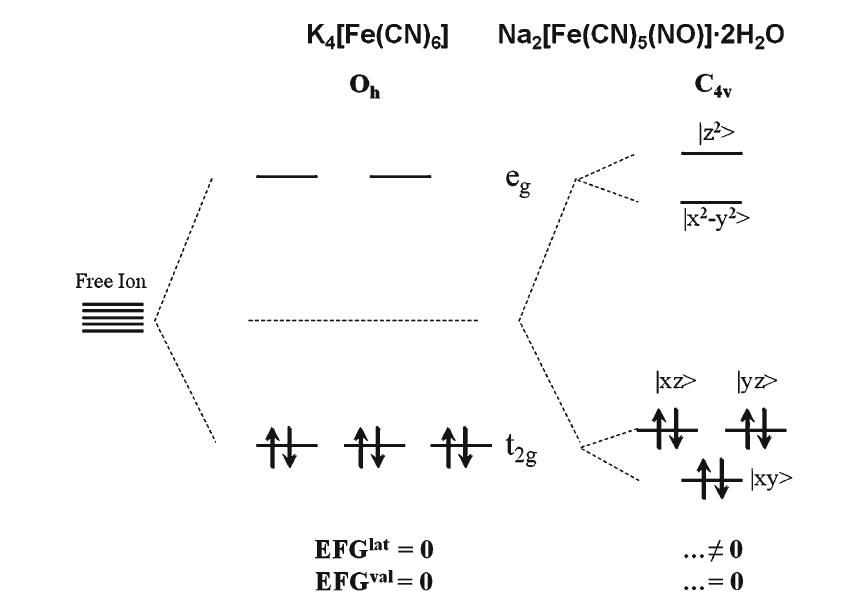 K₄[Fe(CN)₆] Na₂[Fe(CN)₅(NO)]·2H₂O
Oₕ C₄ᵥ
|z²>
e_g
|x²-y²>
Free Ion
|xz> |yz>
t₂g
|xy>
EFGˡᵃᵗ = 0 ...≠ 0
EFGᵛᵃˡ = 0 ...= 0